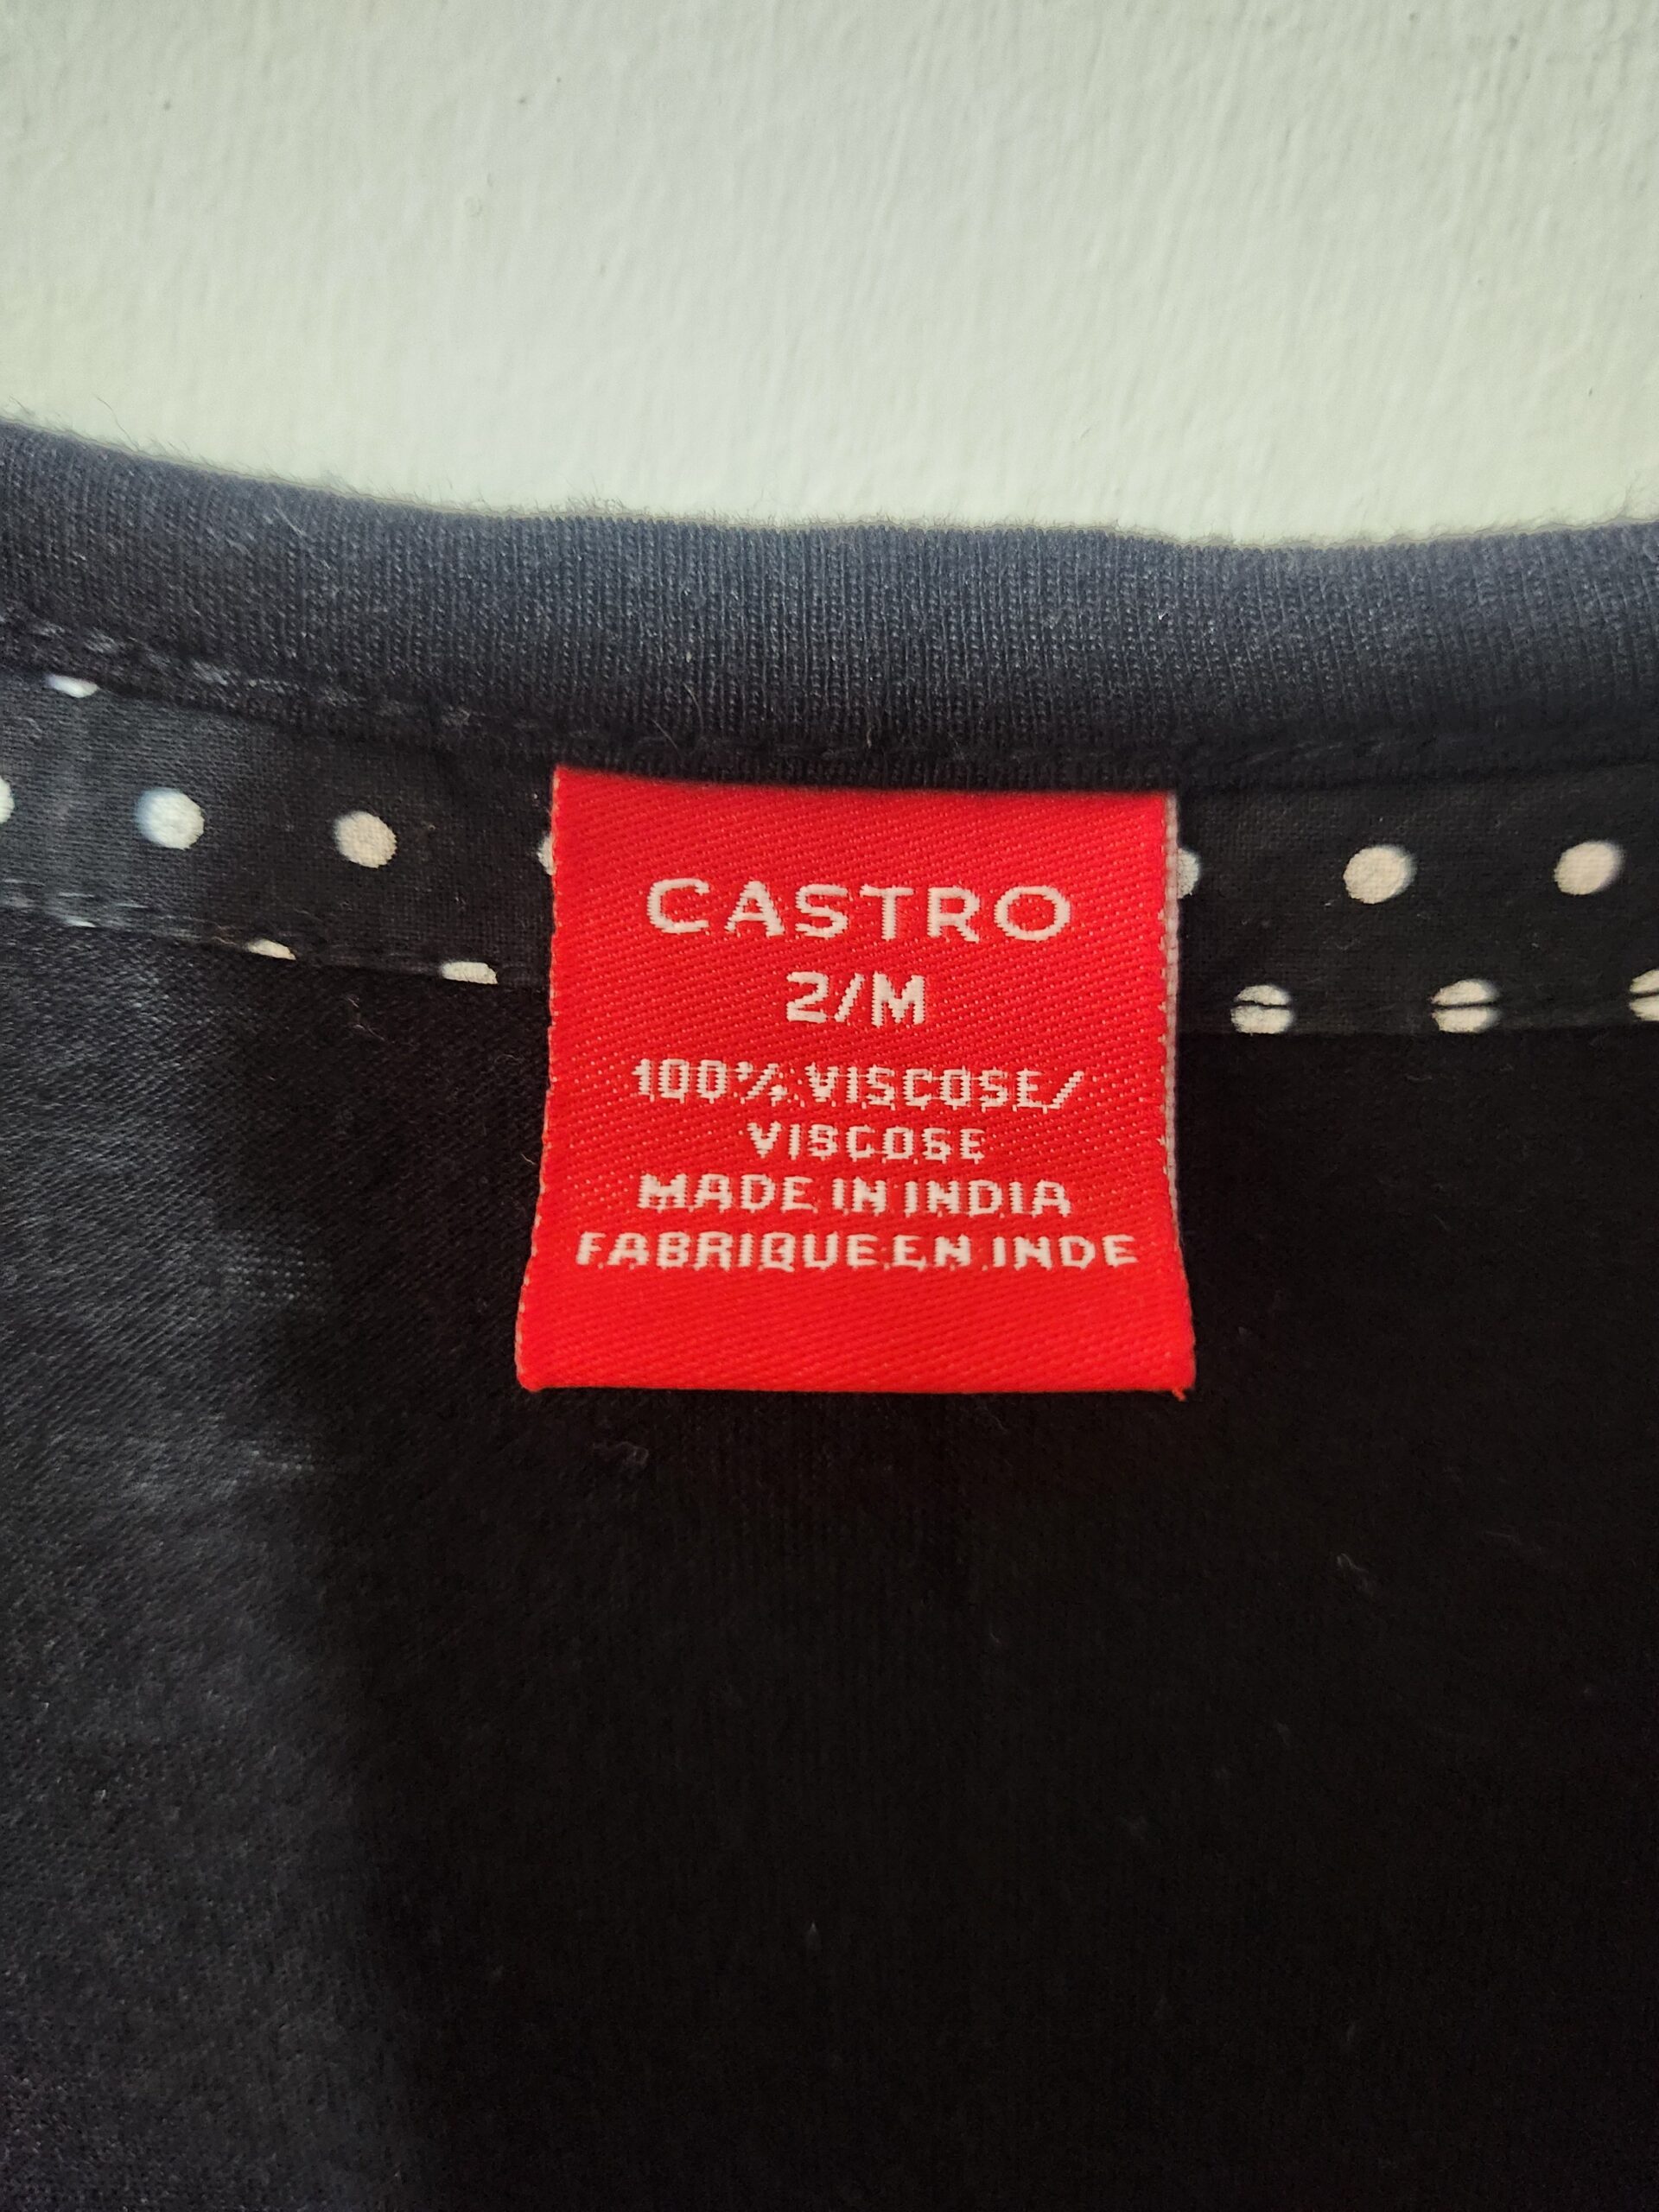 CASTRO
2/M
100% VISCOSE/
VISCOSE
MADE IN INDIA
FABRIQUE EN INDE